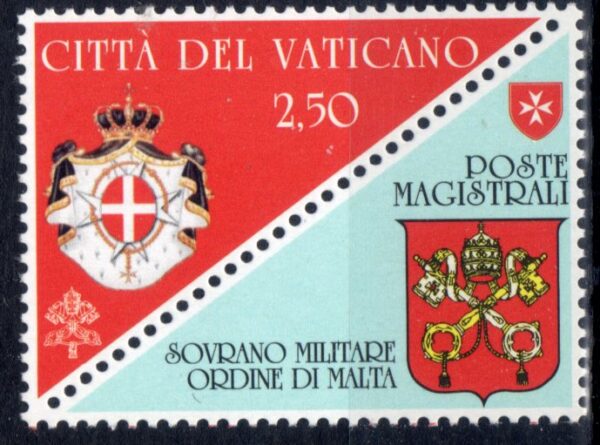 CITTÀ DEL VATICANO
2,50
POSTE
MAGISTRALI
SOVRANO MILITARE
ORDINE DI MALTA